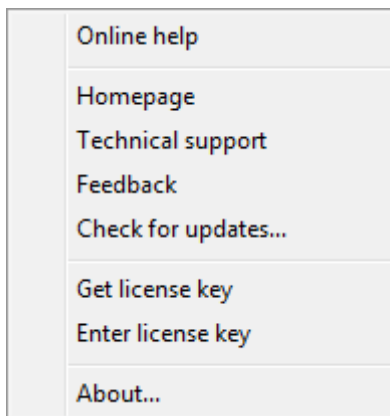 Online help
Homepage
Technical support
Feedback
Check for updates...
Get license key
Enter license key
About...